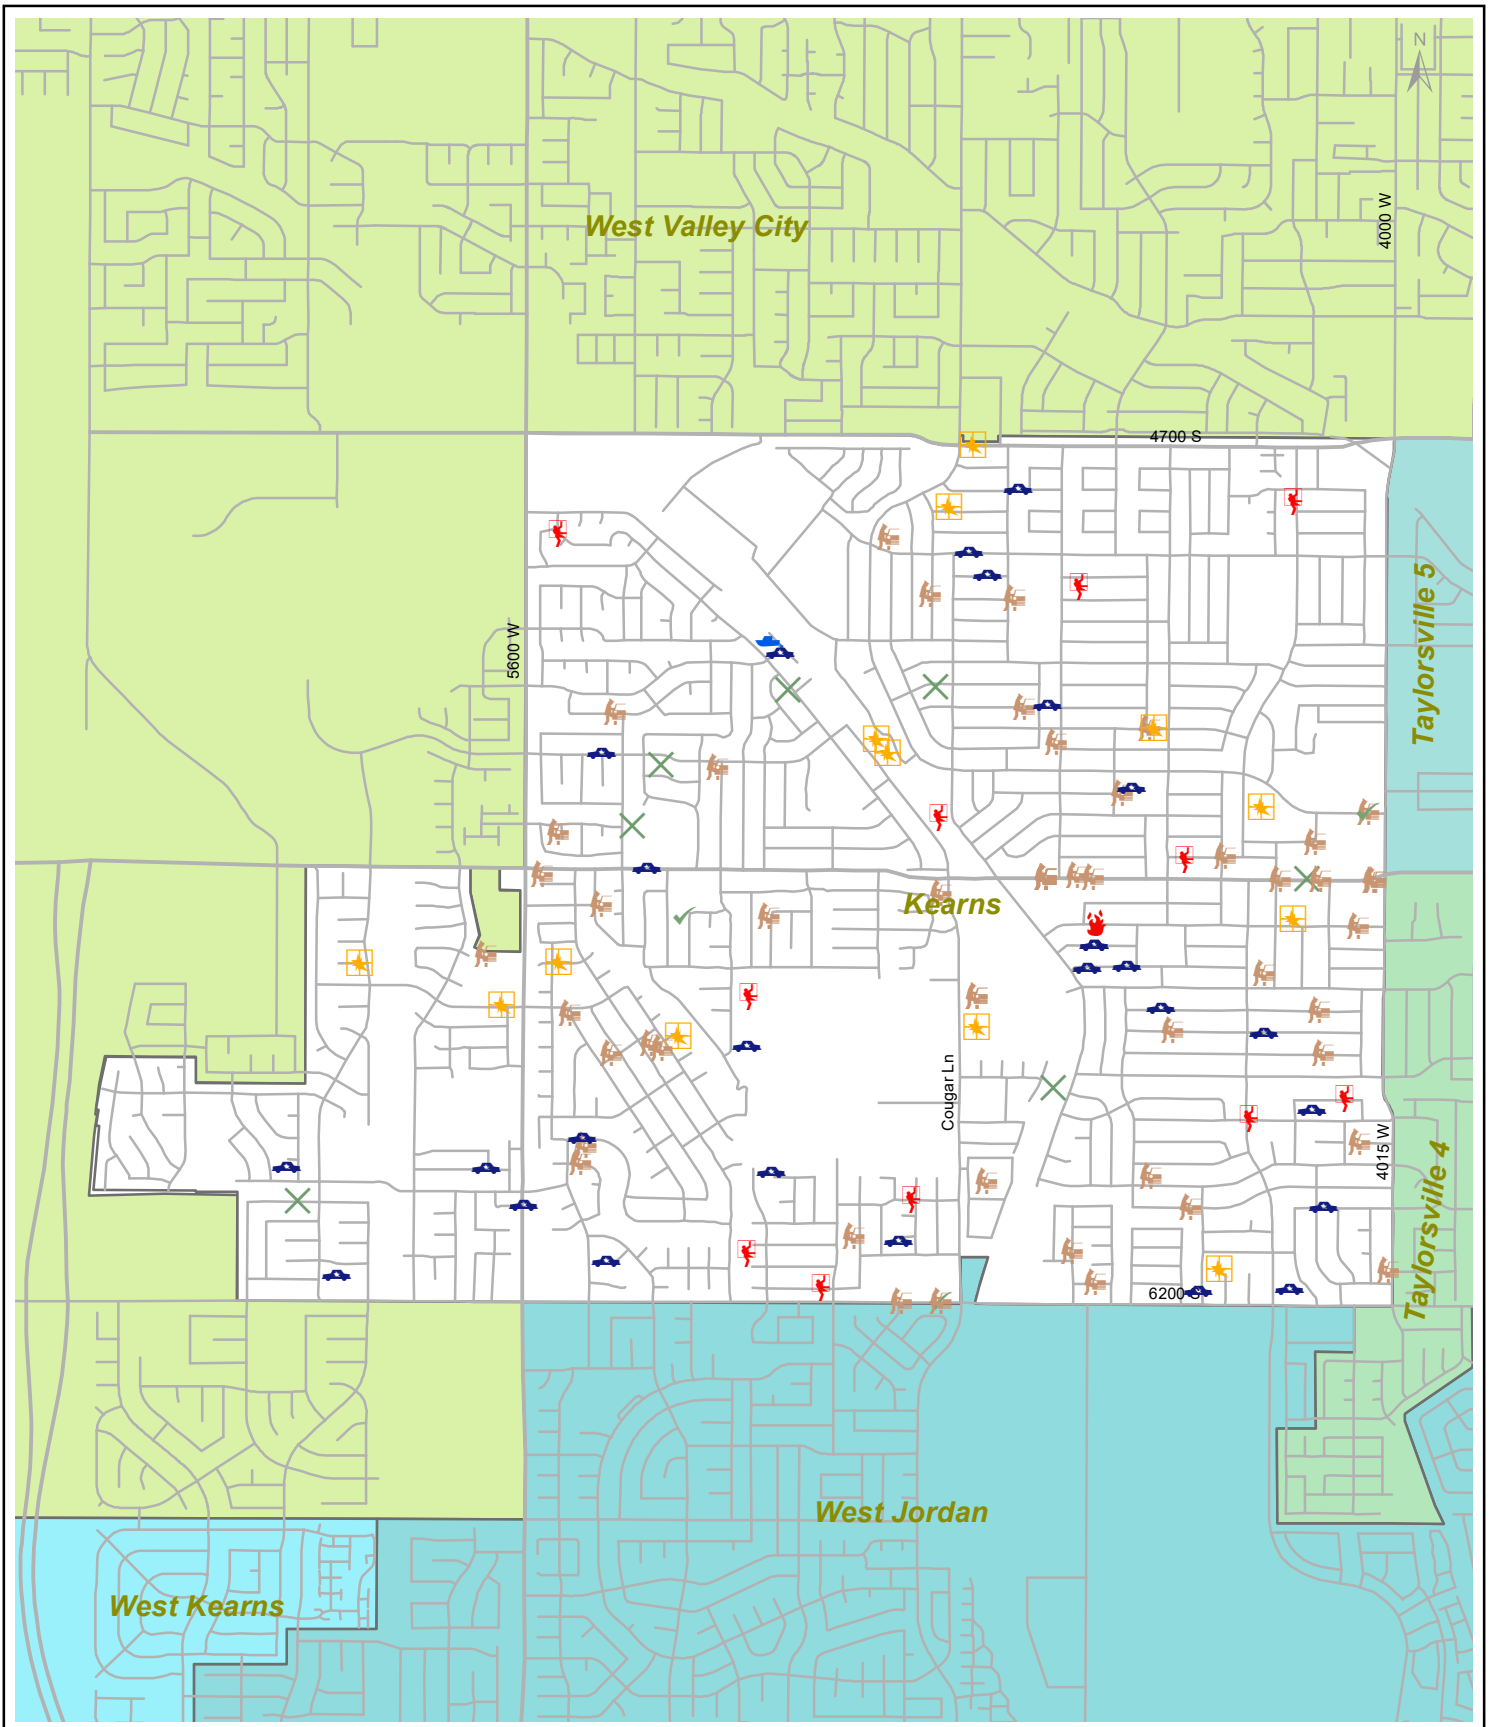 N
4000 W
West Valley City
4700 S
Taylorsville 5
5600 W
Kearns
Cougar Ln
4015 W
Taylorsville 4
6200 S
West Jordan
West Kearns